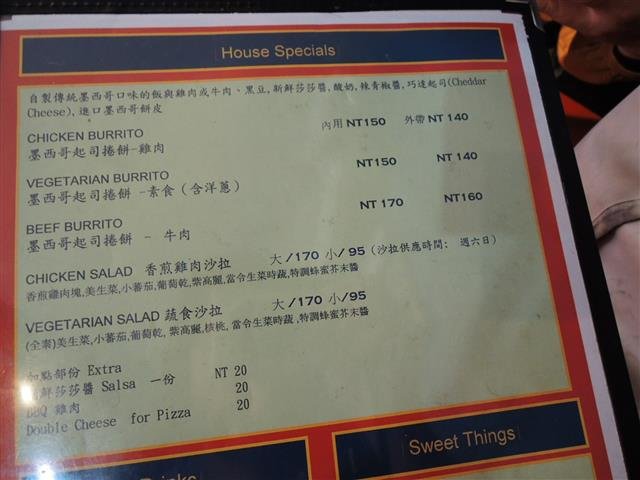 House Specials
自製傳統墨西哥口味的飯與雞肉或牛肉、黑豆,新鮮莎莎醬,酸奶,辣青椒醬,巧達起司(Cheddar
Cheese),進口墨西哥餅皮
內用 NT150 外帶 NT 140
CHICKEN BURRITO
墨西哥起司捲餅-雞肉
NT150 NT 140
VEGETARIAN BURRITO
墨西哥起司捲餅 -素食(含洋蔥)
NT 170 NT160
BEEF BURRITO
墨西哥起司捲餅 - 牛肉
CHICKEN SALAD 香煎雞肉沙拉 大 /170 小/ 95 (沙拉供應時間: 週六日)
香煎雞肉塊,美生菜,小蕃茄,葡萄乾,紫高麗,當令生菜時蔬,特調蜂蜜芥末醬
VEGETARIAN SALAD 蔬食沙拉 大 /170 小/95
(全素)美生菜,小蕃茄,葡萄乾,紫高麗,核桃, 當令生菜時蔬 ,特調蜂蜜芥末醬
加點部份 Extra
新鮮莎莎醬 Salsa 一份 NT 20
BBQ 雞肉 20
Double Cheese for Pizza 20
Sweet Things
Drinks